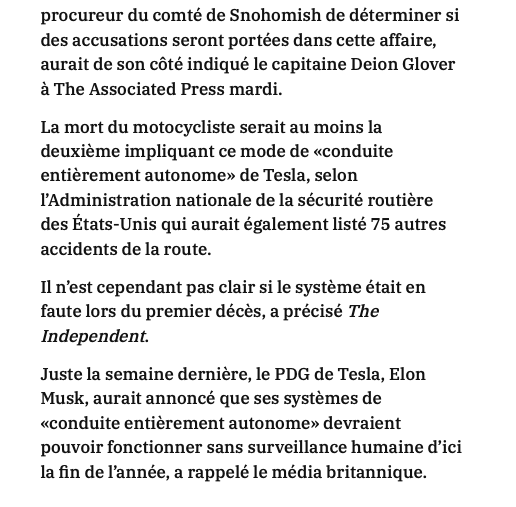 procureur du comté de Snohomish de déterminer si
des accusations seront portées dans cette affaire,
aurait de son côté indiqué le capitaine Deion Glover
à The Associated Press mardi.
La mort du motocycliste serait au moins la
deuxième impliquant ce mode de «conduite
entièrement autonome» de Tesla, selon
l’Administration nationale de la sécurité routière
des États-Unis qui aurait également listé 75 autres
accidents de la route.
Il n’est cependant pas clair si le système était en
faute lors du premier décès, a précisé The
Independent.
Juste la semaine dernière, le PDG de Tesla, Elon
Musk, aurait annoncé que ses systèmes de
«conduite entièrement autonome» devraient
pouvoir fonctionner sans surveillance humaine d’ici
la fin de l’année, a rappelé le média britannique.